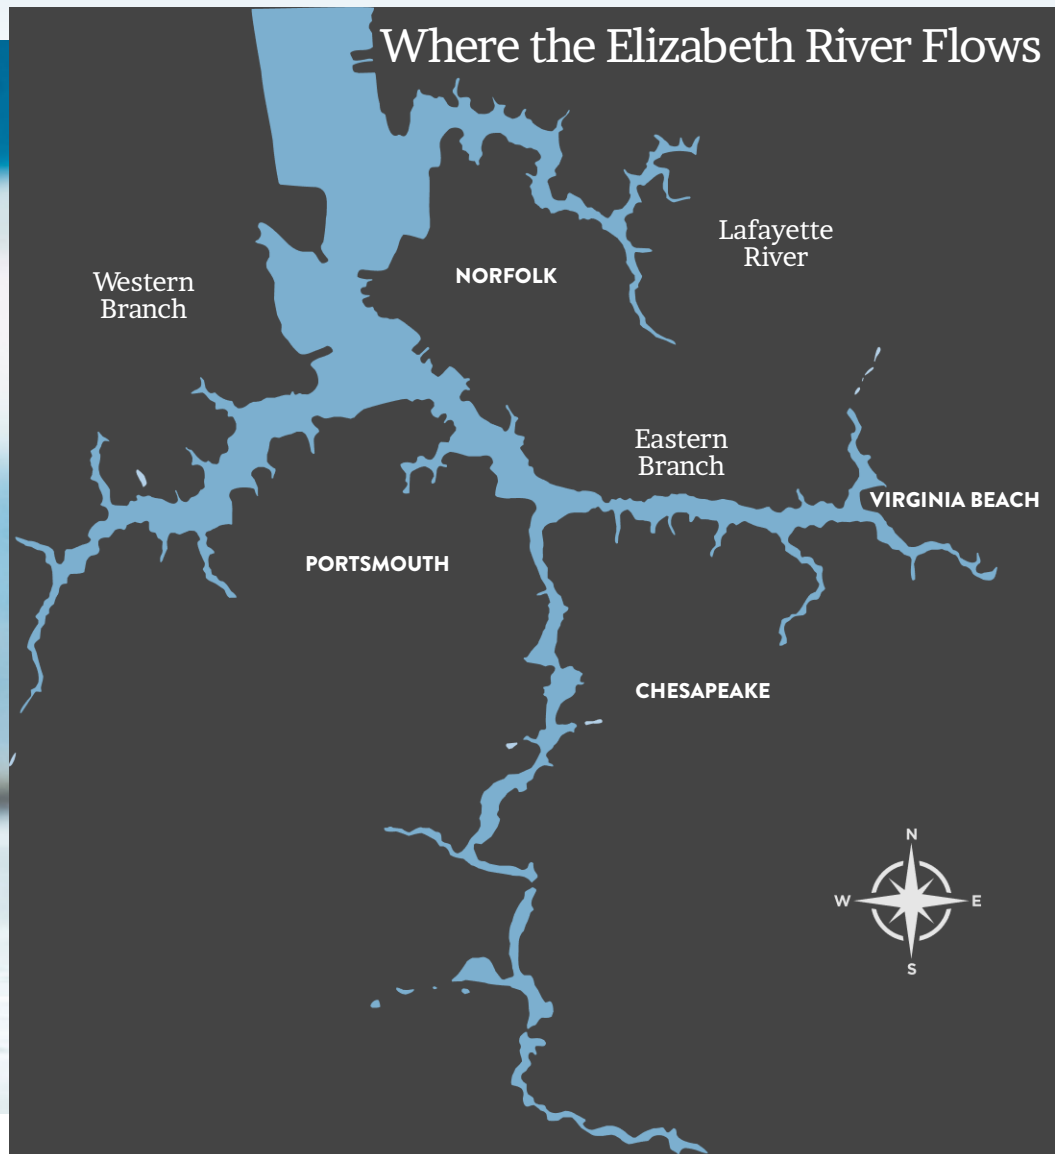 Where the Elizabeth River Flows
Lafayette
River
NORFOLK
Western
Branch
Eastern
Branch
VIRGINIA BEACH
PORTSMOUTH
CHESAPEAKE
N
W
E
S